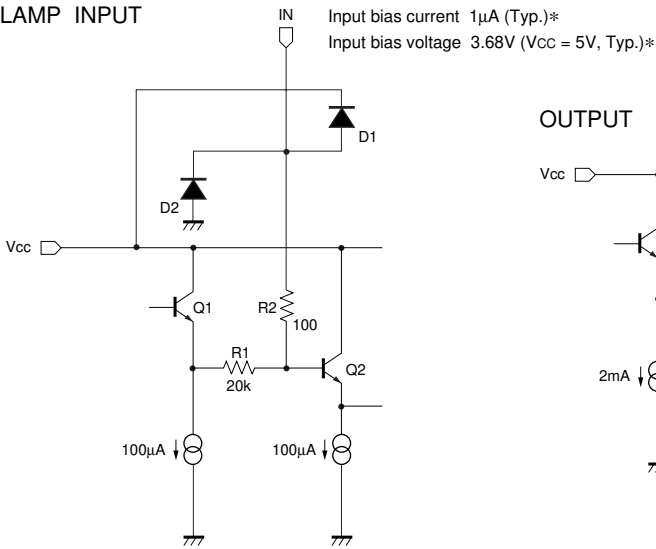 LAMP INPUT
IN
Input bias current 1μA (Typ.)*
Input bias voltage 3.68V (VCC = 5V, Typ.)*
D1
D2
Vcc
Q1
R2
100
R1
20k
Q2
100μA
100μA
OUTPUT
Vcc
2mA